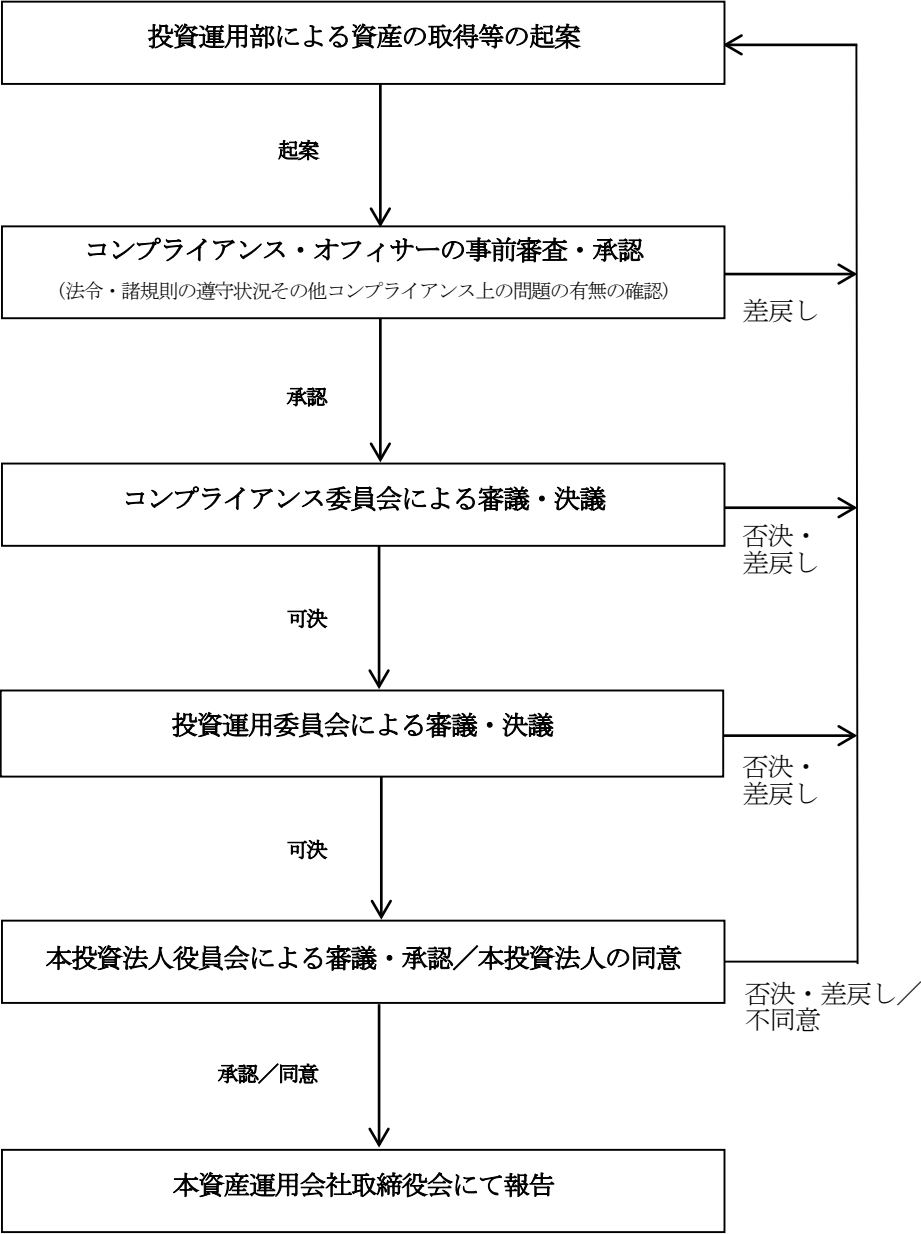 投資運用部による資産の取得等の起案
起案
コンプライアンス・オフィサーの事前審査・承認
（法令・諸規則の遵守状況その他コンプライアンス上の問題の有無の確認）
差戻し
承認
コンプライアンス委員会による審議・決議
否決・
差戻し
可決
投資運用委員会による審議・決議
否決・
差戻し
可決
本投資法人役員会による審議・承認／本投資法人の同意
否決・差戻し／
不同意
承認／同意
本資産運用会社取締役会にて報告